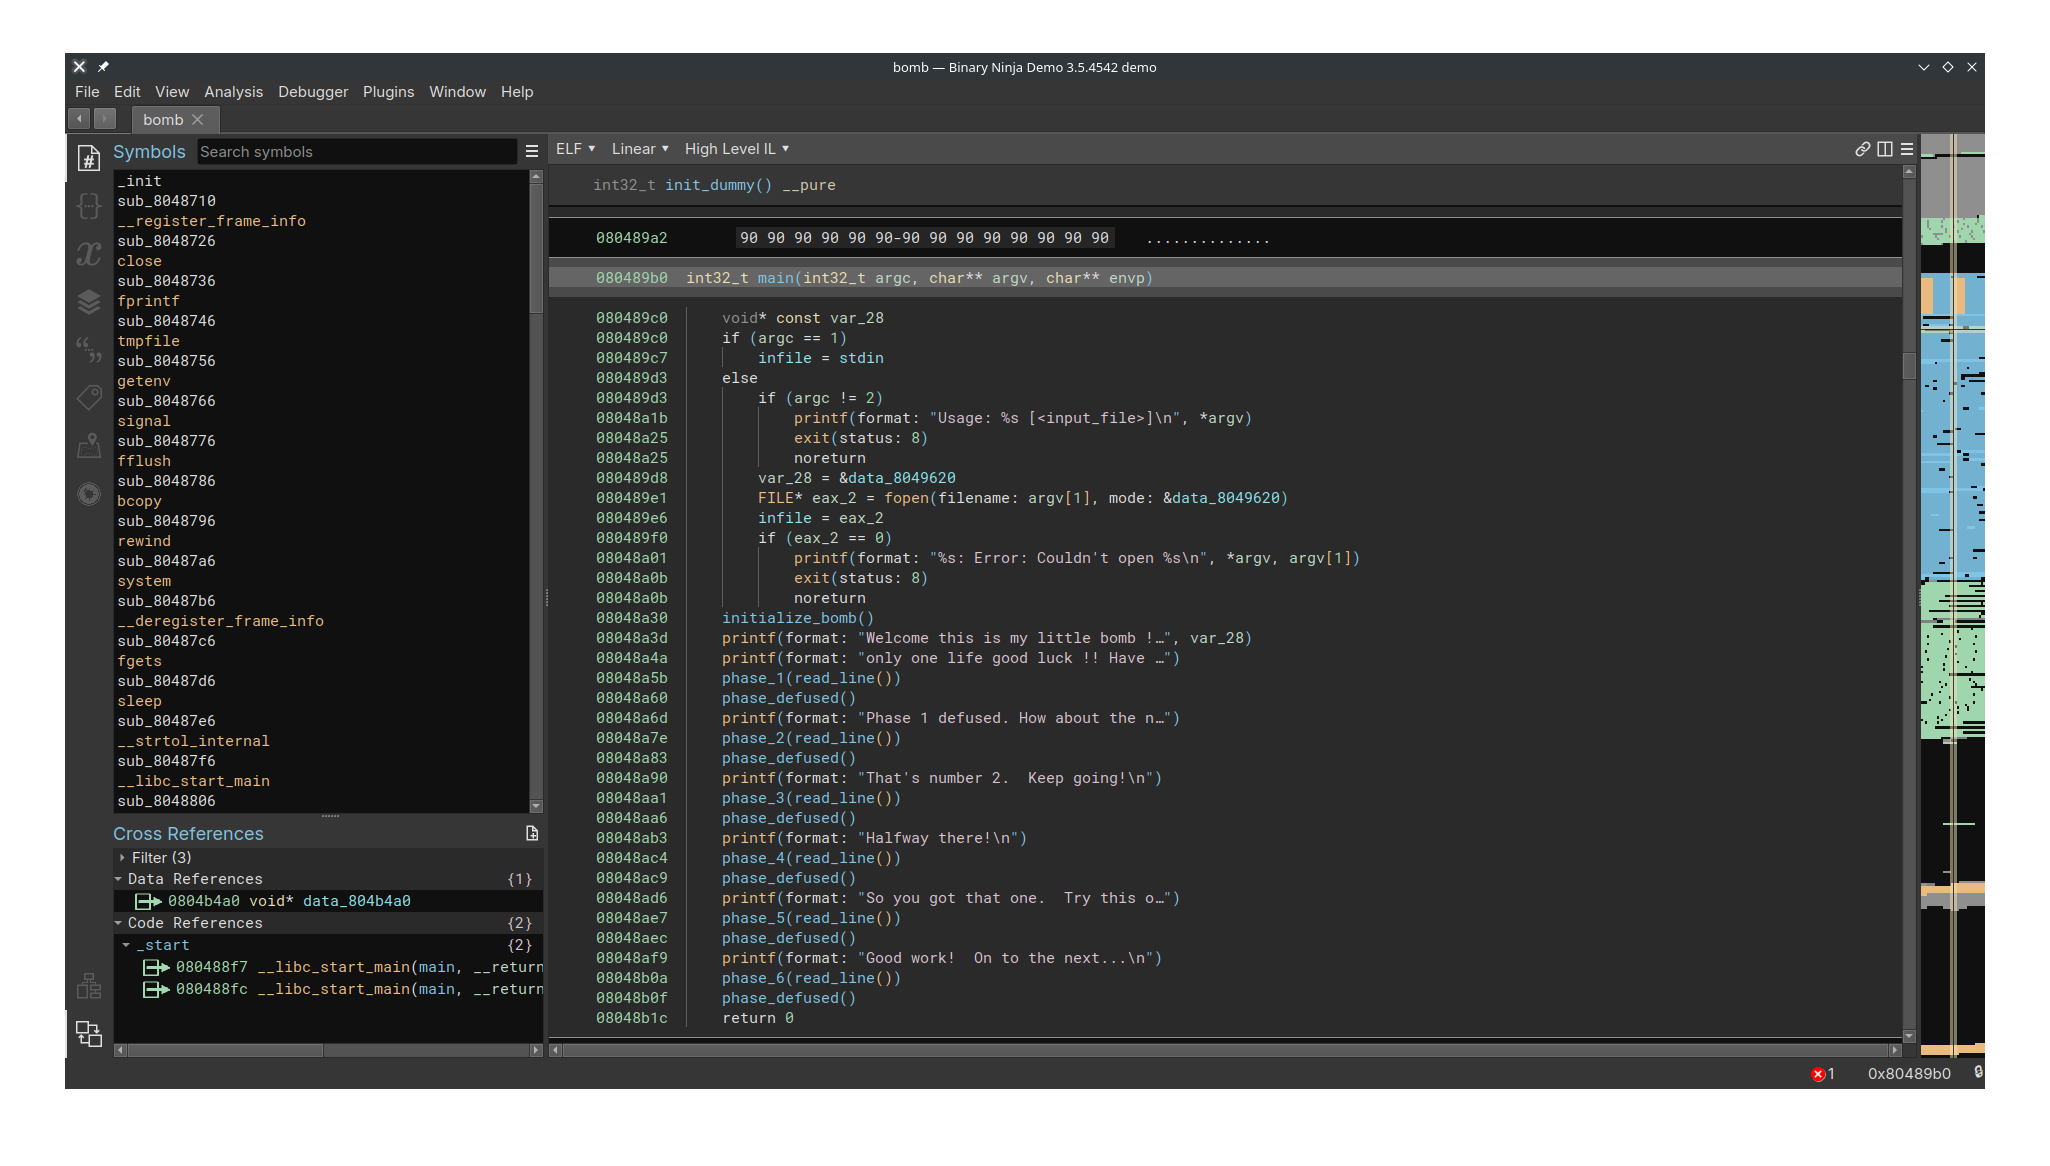 bomb — Binary Ninja Demo 3.5.4542 demo
File Edit View Analysis Debugger Plugins Window Help
bomb
Symbols
Search symbols
_init
sub_8048710
__register_frame_info
sub_8048726
close
sub_8048736
fprintf
sub_8048746
tmpfile
sub_8048756
getenv
sub_8048766
signal
sub_8048776
fflush
sub_8048786
bcopy
sub_8048796
rewind
sub_80487a6
system
sub_80487b6
__deregister_frame_info
sub_80487c6
fgets
sub_80487d6
sleep
sub_80487e6
__strtol_internal
sub_80487f6
__libc_start_main
sub_8048806
Cross References
Filter (3)
Data References {1}
0804b4a0 void* data_804b4a0
Code References {2}
_start {2}
080488f7 __libc_start_main(main, __return
080488fc __libc_start_main(main, __return
ELF ▾ Linear ▾ High Level IL ▾
int32_t init_dummy() __pure
080489a2 90 90 90 90 90 90-90 90 90 90 90 90 90 90 ..............
080489b0 int32_t main(int32_t argc, char** argv, char** envp)
080489c0 void* const var_28
080489c0 if (argc == 1)
080489c7 infile = stdin
080489d3 else
080489d3 if (argc != 2)
08048a1b printf(format: "Usage: %s [<input_file>]\n", *argv)
08048a25 exit(status: 8)
08048a25 noreturn
080489d8 var_28 = &data_8049620
080489e1 FILE* eax_2 = fopen(filename: argv[1], mode: &data_8049620)
080489e6 infile = eax_2
080489f0 if (eax_2 == 0)
08048a01 printf(format: "%s: Error: Couldn't open %s\n", *argv, argv[1])
08048a0b exit(status: 8)
08048a0b noreturn
08048a30 initialize_bomb()
08048a3d printf(format: "Welcome this is my little bomb !…", var_28)
08048a4a printf(format: "only one life good luck !! Have …")
08048a5b phase_1(read_line())
08048a60 phase_defused()
08048a6d printf(format: "Phase 1 defused. How about the n…")
08048a7e phase_2(read_line())
08048a83 phase_defused()
08048a90 printf(format: "That's number 2.  Keep going!\n")
08048aa1 phase_3(read_line())
08048aa6 phase_defused()
08048ab3 printf(format: "Halfway there!\n")
08048ac4 phase_4(read_line())
08048ac9 phase_defused()
08048ad6 printf(format: "So you got that one.  Try this o…")
08048ae7 phase_5(read_line())
08048aec phase_defused()
08048af9 printf(format: "Good work!  On to the next...\n")
08048b0a phase_6(read_line())
08048b0f phase_defused()
08048b1c return 0
1 0x80489b0